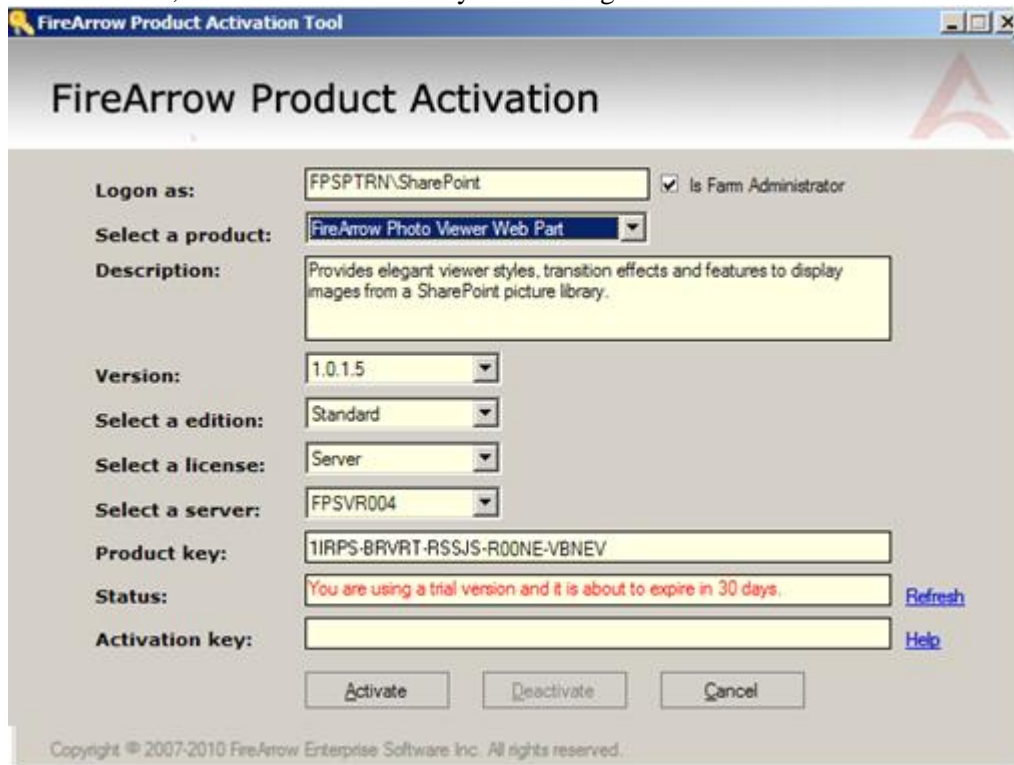 FireArrow Product Activation Tool
FireArrow Product Activation
Logon as: FPSPTRN\SharePoint Is Farm Administrator
Select a product: FireArrow Photo Viewer Web Part
Description: Provides elegant viewer styles, transition effects and features to display
images from a SharePoint picture library.
Version: 1.0.1.5
Select a edition: Standard
Select a license: Server
Select a server: FPSVR004
Product key: 1IRPS-BRVRT-RSSJS-R00NE-VBNEV
Status: You are using a trial version and it is about to expire in 30 days. Refresh
Activation key: Help
Activate Deactivate Cancel
Copyright © 2007-2010 FireArrow Enterprise Software Inc. All rights reserved.